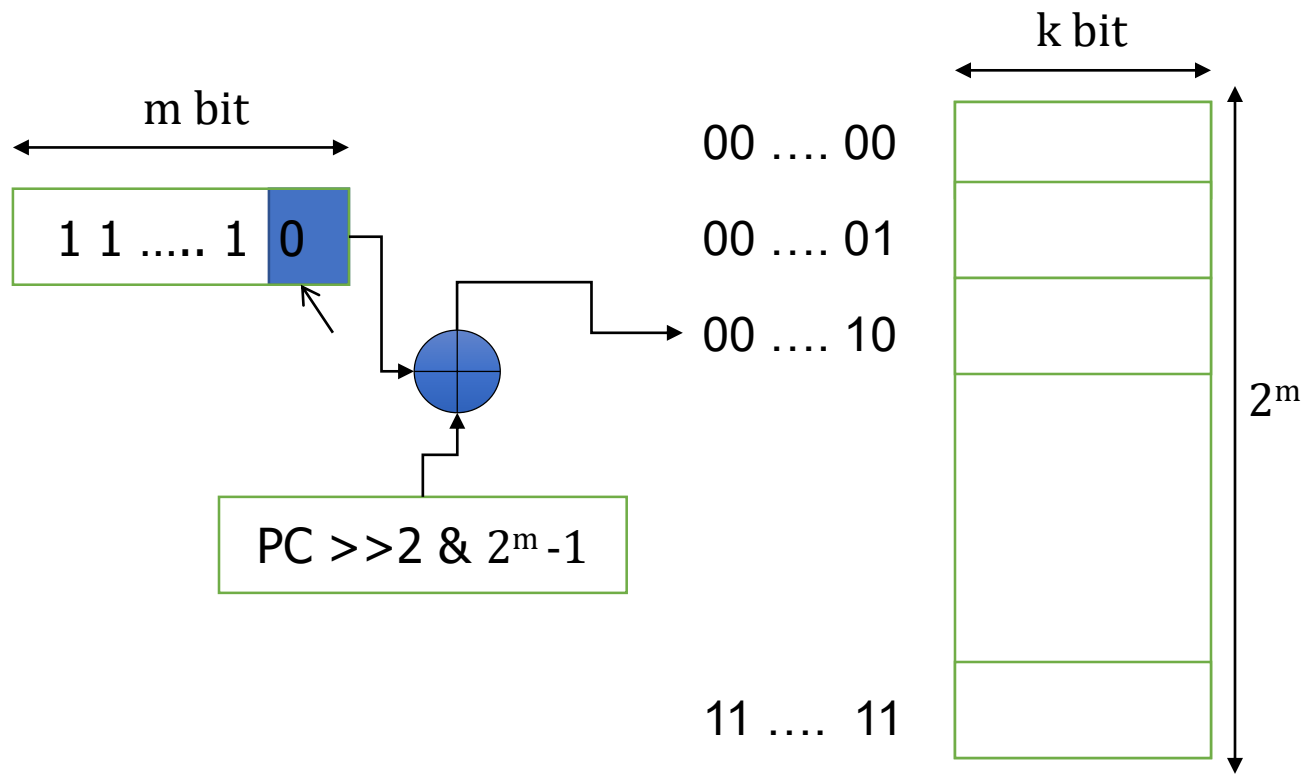 k bit
m bit
00 .... 00
1 1 ..... 1 0
00 .... 01
00 .... 10
2ᵐ
PC >>2 & 2ᵐ -1
11 .... 11